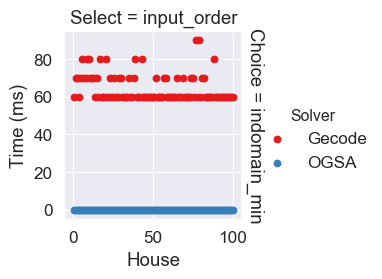 Select = input_order
Time (ms)
80
60
40
20
0
0
50
100
House
Choice = indomain_min
Solver
Gecode
OGSA